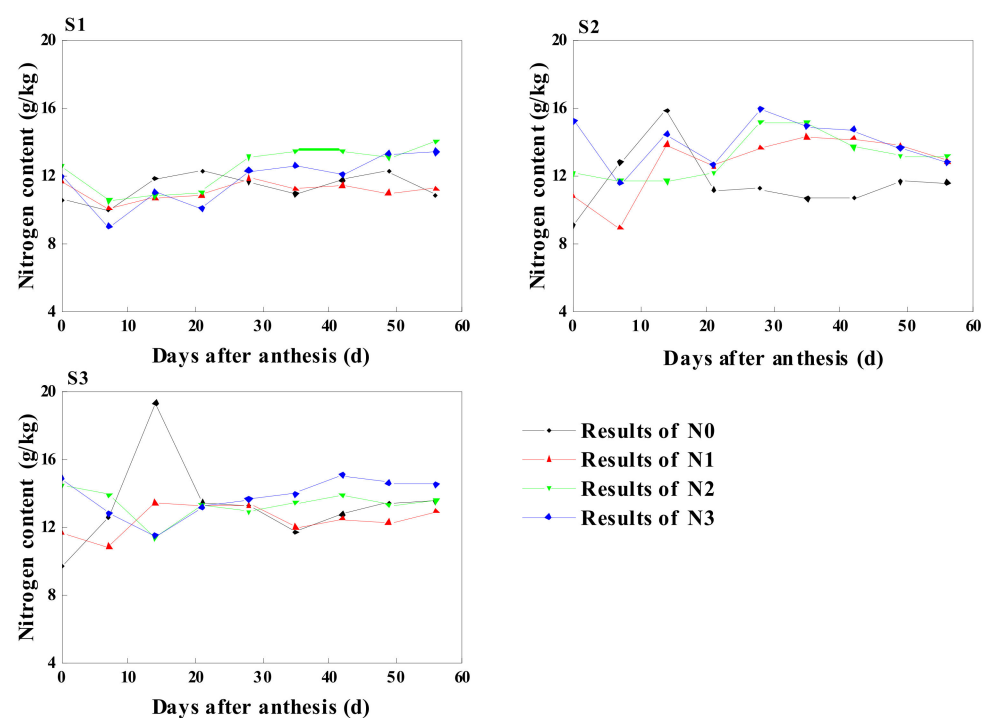 S1
20
16
12
8
4
Nitrogen content (g/kg)
0 10 20 30 40 50 60
Days after anthesis (d)
S2
20
16
12
8
4
Nitrogen content (g/kg)
0 10 20 30 40 50 60
Days after anthesis (d)
S3
20
16
12
8
4
Nitrogen content (g/kg)
0 10 20 30 40 50 60
Days after anthesis (d)
Results of N0
Results of N1
Results of N2
Results of N3